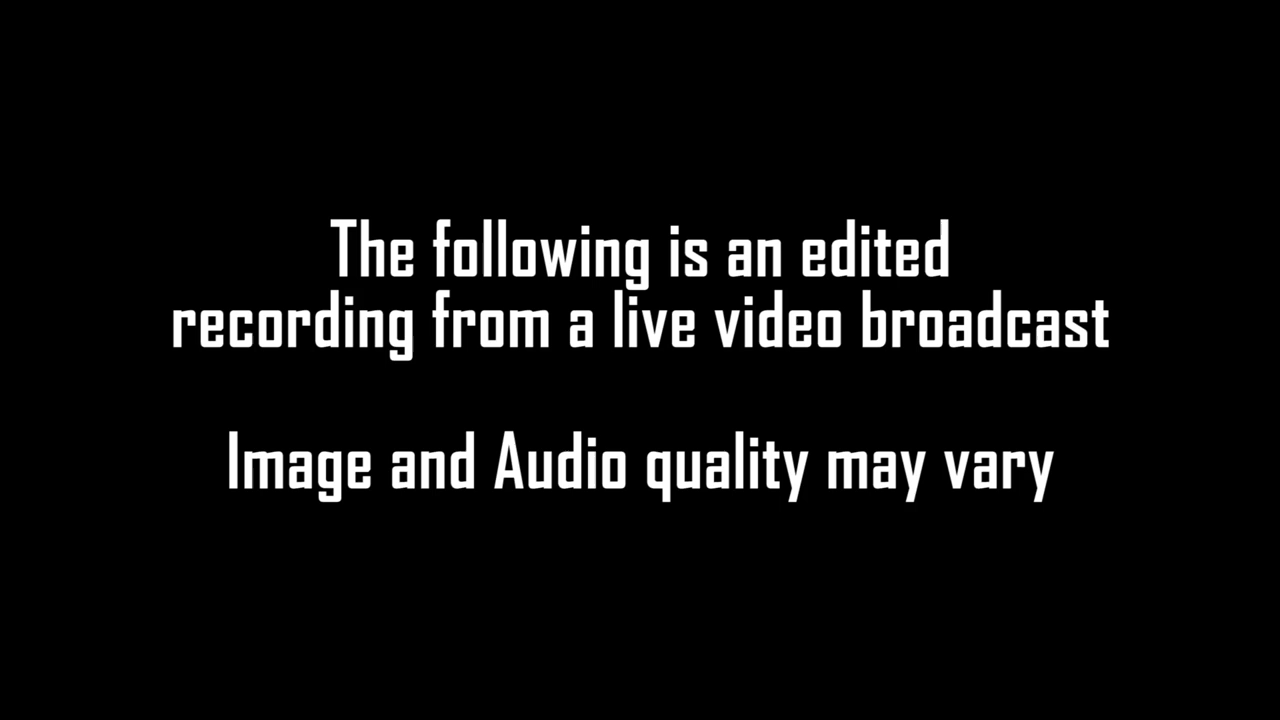 The following is an edited
recording from a live video broadcast
Image and Audio quality may vary